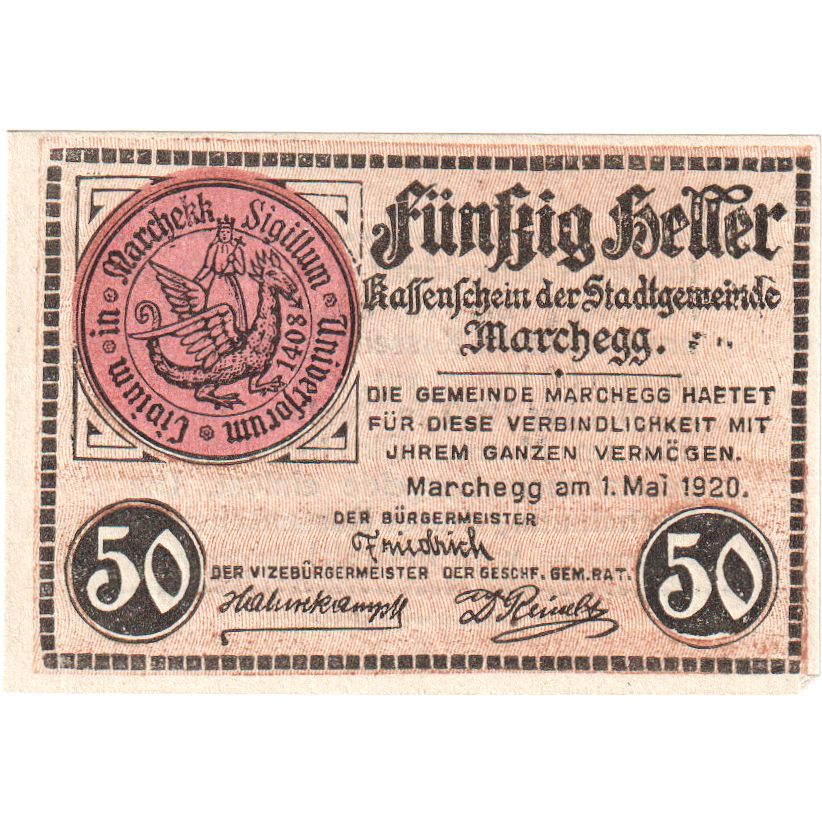 Sigillum Universorum Civium in Marchekk
1408
Fünfzig Heller
Kassenschein der Stadtgemeinde
Marchegg.
DIE GEMEINDE MARCHEGG HAFTET
FÜR DIESE VERBINDLICHKEIT MIT
JHREM GANZEN VERMÖGEN.
Marchegg am 1. Mai 1920.
DER BÜRGERMEISTER
Friedrich
DER VIZEBÜRGERMEISTER DER GESCHF. GEM. RAT.
50
50